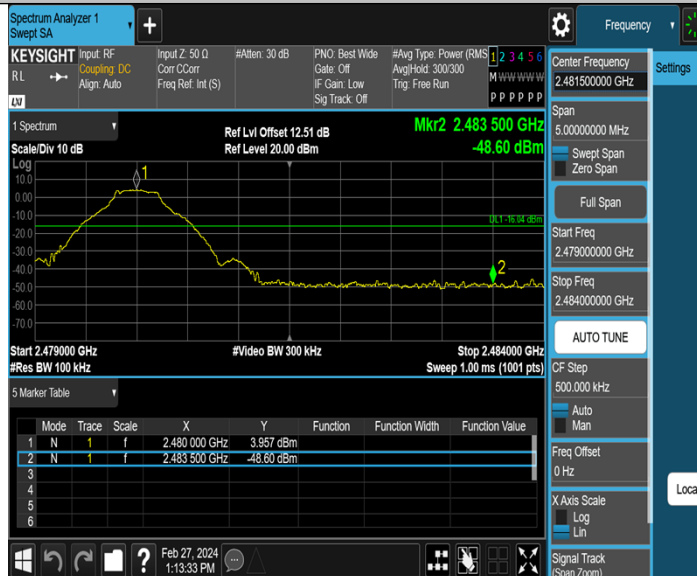 Spectrum Analyzer 1
Swept SA
Frequency
KEYSIGHT
RL
LXI
Input: RF
Coupling: DC
Align: Auto
Input Z: 50 Ω
Corr CCorr
Freq Ref: Int (S)
#Atten: 30 dB
PNO: Best Wide
Gate: Off
IF Gain: Low
Sig Track: Off
#Avg Type: Power (RMS
Avg|Hold: 300/300
Trig: Free Run
1 2 3 4 5 6
M W W W W W
P P P P P P
1 Spectrum
Scale/Div 10 dB
Ref Lvl Offset 12.51 dB
Ref Level 20.00 dBm
Mkr2 2.483 500 GHz
-48.60 dBm
Log
10.0
0.00
-10.0
-20.0
-30.0
-40.0
-50.0
-60.0
-70.0
1
DL1 -16.04 dBm
2
Start 2.479000 GHz
#Res BW 100 kHz
#Video BW 300 kHz
Stop 2.484000 GHz
Sweep 1.00 ms (1001 pts)
5 Marker Table
Mode Trace Scale X Y Function Function Width Function Value
1 N 1 f 2.480 000 GHz 3.957 dBm
2 N 1 f 2.483 500 GHz -48.60 dBm
3
4
5
6
Feb 27, 2024
1:13:33 PM
Center Frequency
2.481500000 GHz
Span
5.00000000 MHz
Swept Span
Zero Span
Full Span
Start Freq
2.479000000 GHz
Stop Freq
2.484000000 GHz
AUTO TUNE
CF Step
500.000 kHz
Auto
Man
Freq Offset
0 Hz
X Axis Scale
Log
Lin
Signal Track
(Span Zoom)
Settings
Loca